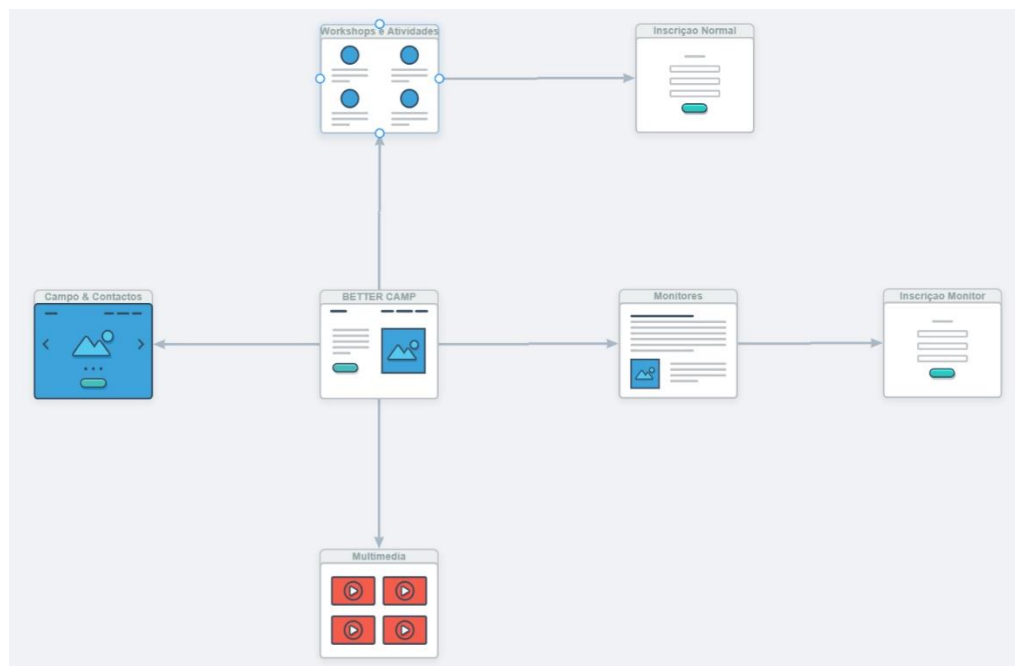 Workshops e Atividades
Inscriçao Normal
Campo & Contactos
BETTER CAMP
Monitores
Inscriçao Monitor
Multimedia